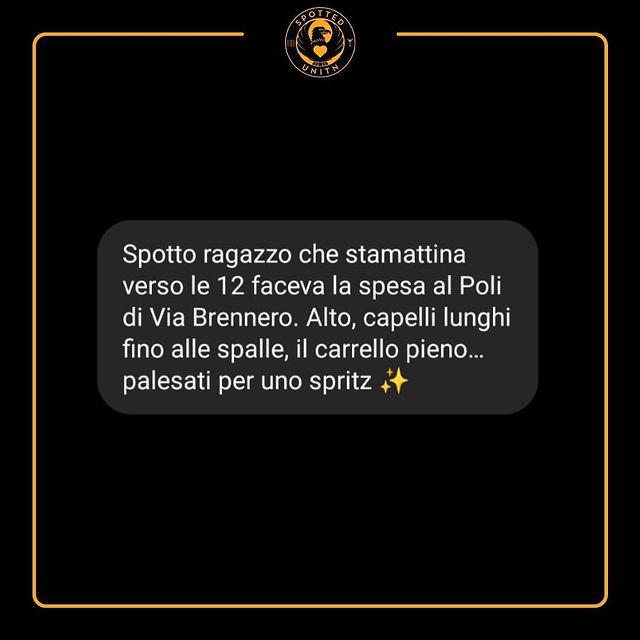 SPOTTED
UNITN
Spotto ragazzo che stamattina
verso le 12 faceva la spesa al Poli
di Via Brennero. Alto, capelli lunghi
fino alle spalle, il carrello pieno...
palesati per uno spritz ✨